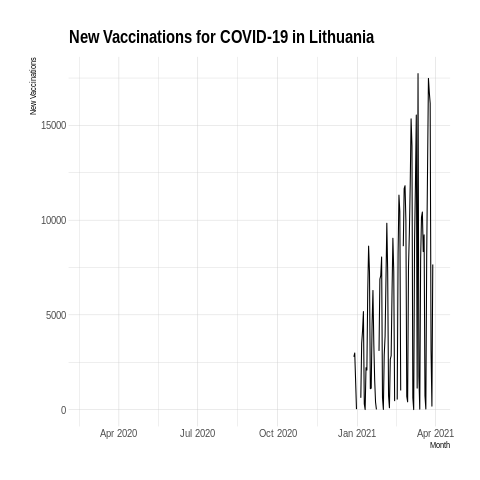 New Vaccinations for COVID-19 in Lithuania
New Vaccinations
15000
10000
5000
0
Apr 2020 Jul 2020 Oct 2020 Jan 2021 Apr 2021
Month